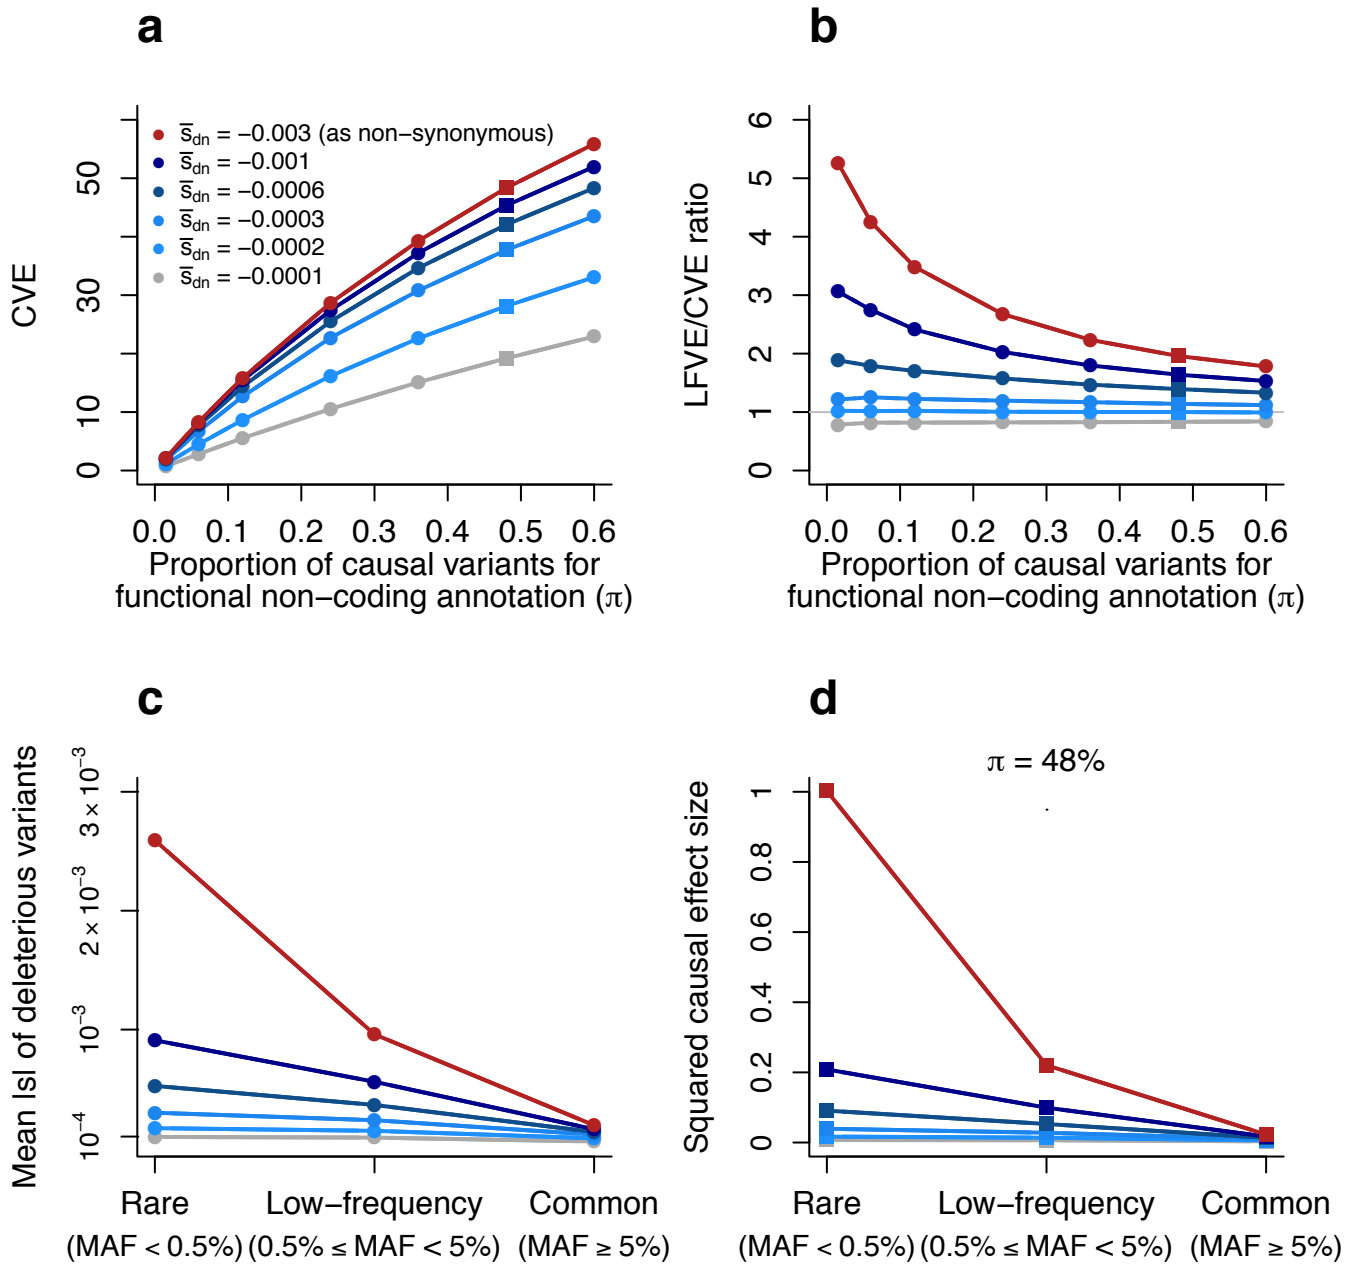 a
CVE
0
10
30
50
s̅dn = −0.003 (as non−synonymous)
s̅dn = −0.001
s̅dn = −0.0006
s̅dn = −0.0003
s̅dn = −0.0002
s̅dn = −0.0001
0.0 0.1 0.2 0.3 0.4 0.5 0.6
Proportion of causal variants for
functional non−coding annotation (π)
b
LFVE/CVE ratio
0
1
2
3
4
5
6
0.0 0.1 0.2 0.3 0.4 0.5 0.6
Proportion of causal variants for
functional non−coding annotation (π)
c
Mean |s| of deleterious variants
10−4
10−3
2 × 10−3
3 × 10−3
Rare Low−frequency Common
(MAF < 0.5%) (0.5% ≤ MAF < 5%) (MAF ≥ 5%)
d
π = 48%
Squared causal effect size
0
0.2
0.4
0.6
0.8
1
Rare Low−frequency Common
(MAF < 0.5%) (0.5% ≤ MAF < 5%) (MAF ≥ 5%)